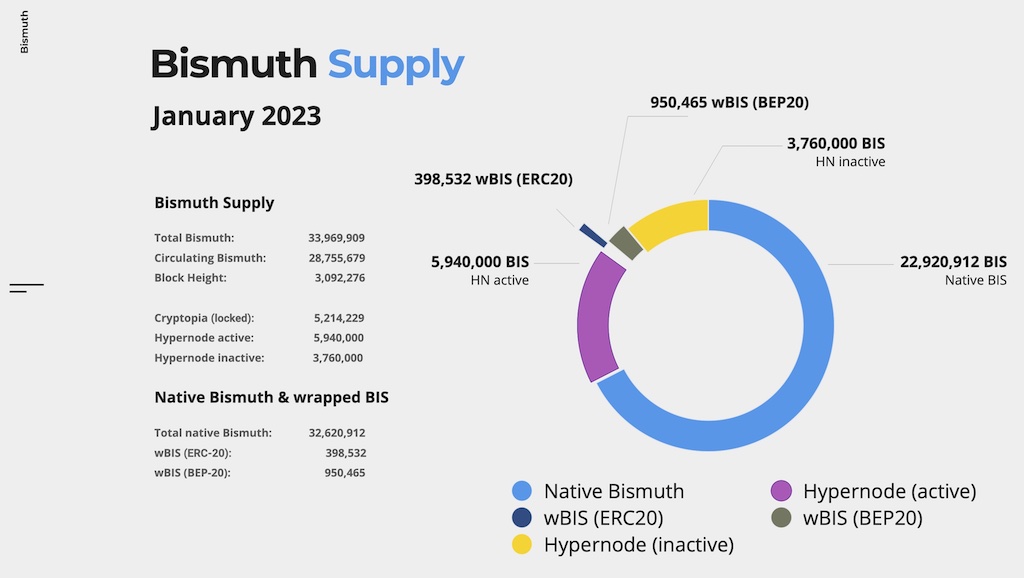 Bismuth
Bismuth Supply
January 2023
Bismuth Supply
Total Bismuth: 33,969,909
Circulating Bismuth: 28,755,679
Block Height: 3,092,276
Cryptopia (locked): 5,214,229
Hypernode active: 5,940,000
Hypernode inactive: 3,760,000
Native Bismuth & wrapped BIS
Total native Bismuth: 32,620,912
wBIS (ERC-20): 398,532
wBIS (BEP-20): 950,465
950,465 wBIS (BEP20)
3,760,000 BIS
HN inactive
398,532 wBIS (ERC20)
5,940,000 BIS
HN active
22,920,912 BIS
Native BIS
Native Bismuth
Hypernode (active)
wBIS (ERC20)
wBIS (BEP20)
Hypernode (inactive)